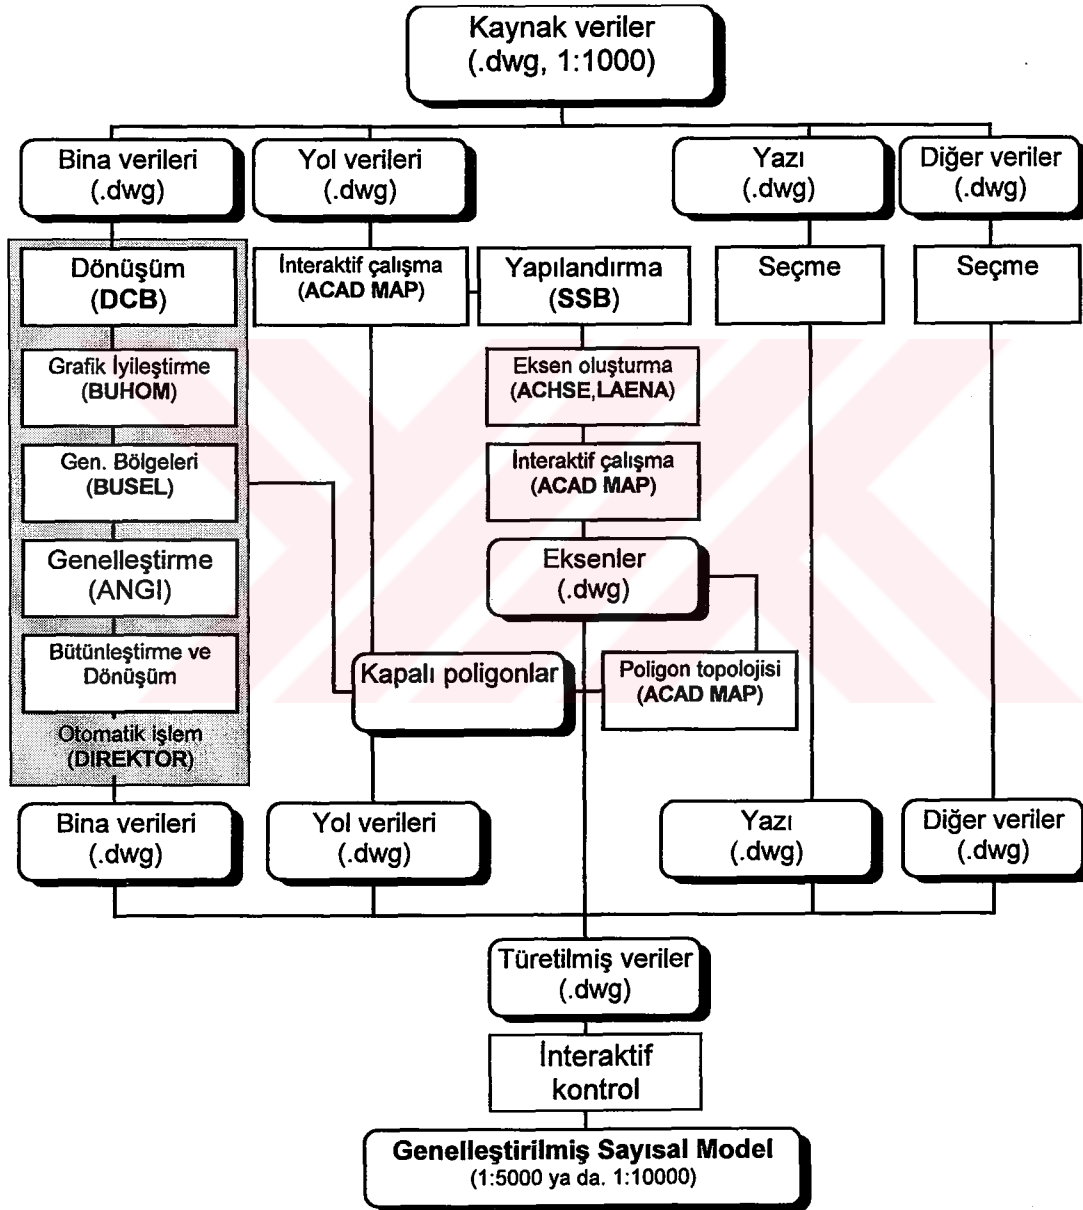 Kaynak veriler
(.dwg, 1:1000)
Bina verileri
(.dwg)
Yol verileri
(.dwg)
Yazı
(.dwg)
Diğer veriler
(.dwg)
Dönüşüm
(DCB)
İnteraktif çalışma
(ACAD MAP)
Yapılandırma
(SSB)
Seçme
Seçme
Grafik İyileştirme
(BUHOM)
Eksen oluşturma
(ACHSE,LAENA)
Gen. Bölgeleri
(BUSEL)
İnteraktif çalışma
(ACAD MAP)
Genelleştirme
(ANGI)
Eksenler
(.dwg)
Bütünleştirme ve
Dönüşüm
Kapalı poligonlar
Poligon topolojisi
(ACAD MAP)
Otomatik işlem
(DIREKTOR)
Bina verileri
(.dwg)
Yol verileri
(.dwg)
Yazı
(.dwg)
Diğer veriler
(.dwg)
Türetilmiş veriler
(.dwg)
İnteraktif
kontrol
Genelleştirilmiş Sayısal Model
(1:5000 ya da. 1:10000)